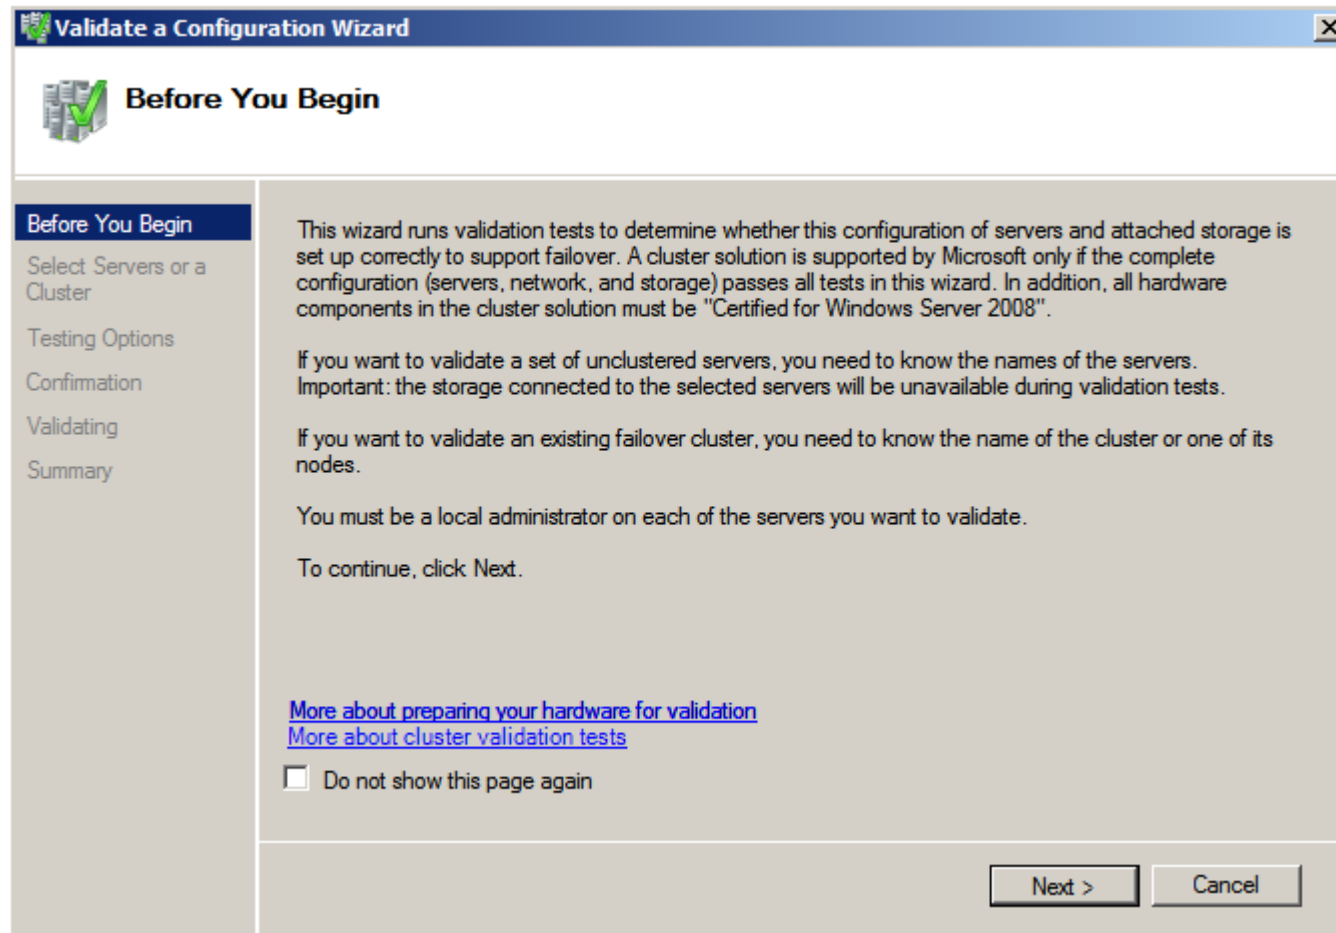 Validate a Configuration Wizard
Before You Begin
Before You Begin
Select Servers or a
Cluster
Testing Options
Confirmation
Validating
Summary
This wizard runs validation tests to determine whether this configuration of servers and attached storage is
set up correctly to support failover. A cluster solution is supported by Microsoft only if the complete
configuration (servers, network, and storage) passes all tests in this wizard. In addition, all hardware
components in the cluster solution must be "Certified for Windows Server 2008".
If you want to validate a set of unclustered servers, you need to know the names of the servers.
Important: the storage connected to the selected servers will be unavailable during validation tests.
If you want to validate an existing failover cluster, you need to know the name of the cluster or one of its
nodes.
You must be a local administrator on each of the servers you want to validate.
To continue, click Next.
More about preparing your hardware for validation
More about cluster validation tests
Do not show this page again
Next >
Cancel